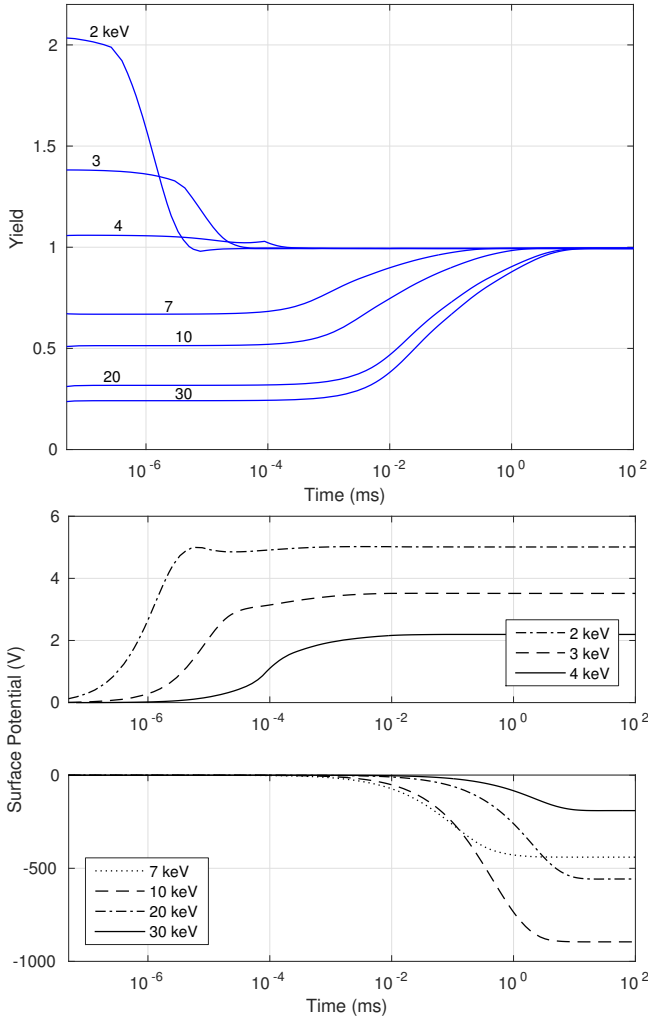 2
1.5
1
0.5
0
Yield
2 keV
3
4
7
10
20
30
10^-6
10^-4
10^-2
10^0
10^2
Time (ms)
6
4
2
0
2 keV
3 keV
4 keV
10^-6
10^-4
10^-2
10^0
10^2
Surface Potential (V)
0
-500
-1000
7 keV
10 keV
20 keV
30 keV
10^-6
10^-4
10^-2
10^0
10^2
Time (ms)